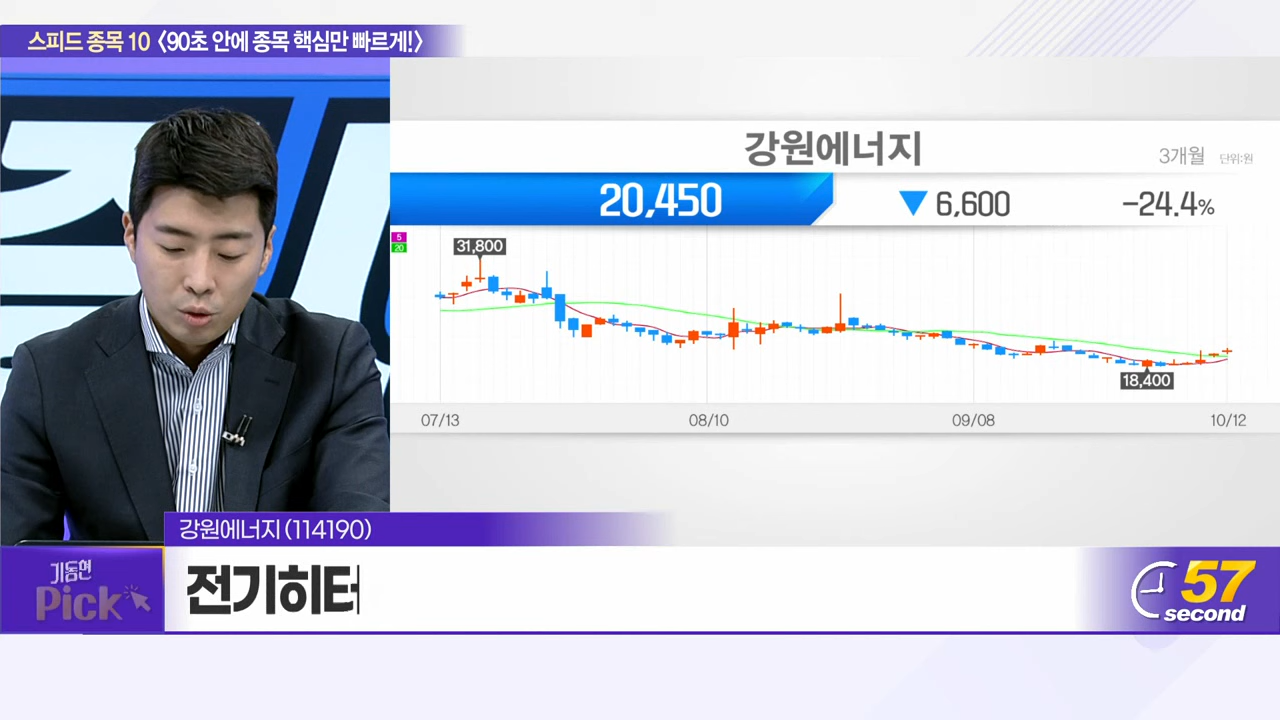 스피드 종목 10 〈90초 안에 종목 핵심만 빠르게!〉
강원에너지
3개월 단위:원
20,450 ▼ 6,600 -24.4%
5
20
31,800
18,400
07/13 08/10 09/08 10/12
강원에너지(114190)
기동현
Pick
전기히터
57
second